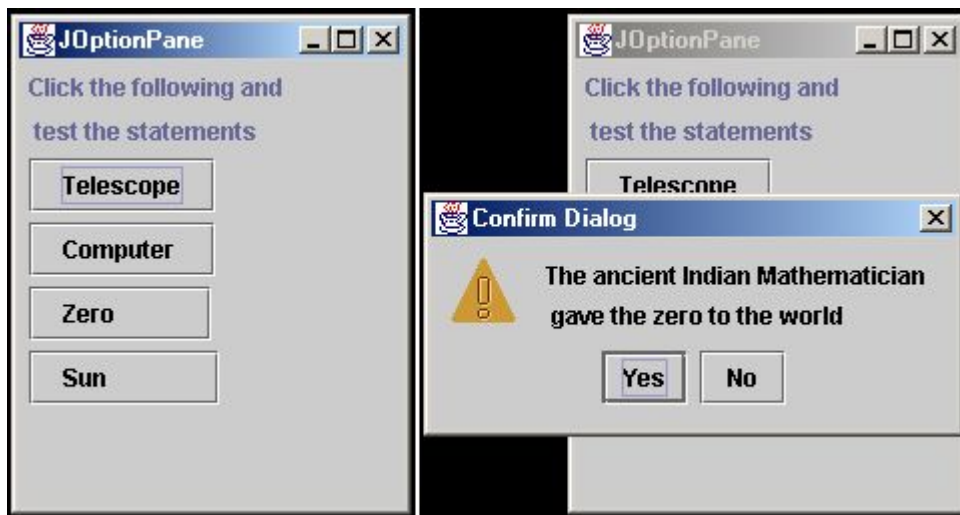 JOptionPane
Click the following and
test the statements
Telescope
Computer
Zero
Sun
JOptionPane
Click the following and
test the statements
Telescope
Confirm Dialog
The ancient Indian Mathematician
gave the zero to the world
Yes No